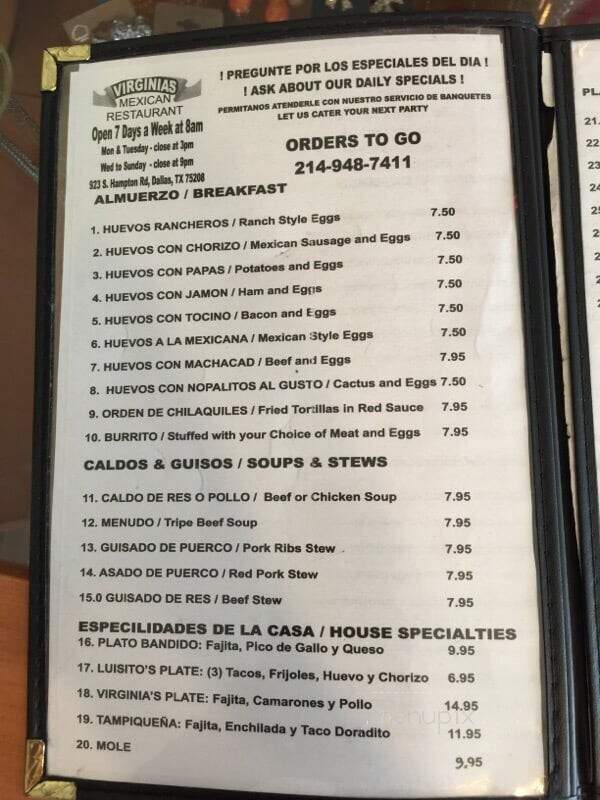 VIRGINIAS
MEXICAN
RESTAURANT
Open 7 Days a Week at 8am
Mon & Tuesday - close at 3pm
Wed to Sunday - close at 9pm
923 S. Hampton Rd, Dallas, TX 75208
! PREGUNTE POR LOS ESPECIALES DEL DIA !
! ASK ABOUT OUR DAILY SPECIALS !
PERMITANOS ATENDERLE CON NUESTRO SERVICIO DE BANQUETES
LET US CATER YOUR NEXT PARTY
ORDERS TO GO
214-948-7411
ALMUERZO / BREAKFAST
1. HUEVOS RANCHEROS / Ranch Style Eggs 7.50
2. HUEVOS CON CHORIZO / Mexican Sausage and Eggs 7.50
3. HUEVOS CON PAPAS / Potatoes and Eggs 7.50
4. HUEVOS CON JAMON / Ham and Eggs 7.50
5. HUEVOS CON TOCINO / Bacon and Eggs 7.50
6. HUEVOS A LA MEXICANA / Mexican Style Eggs 7.50
7. HUEVOS CON MACHACAD / Beef and Eggs 7.95
8. HUEVOS CON NOPALITOS AL GUSTO / Cactus and Eggs 7.50
9. ORDEN DE CHILAQUILES / Fried Tortillas in Red Sauce 7.95
10. BURRITO / Stuffed with your Choice of Meat and Eggs 7.95
CALDOS & GUISOS / SOUPS & STEWS
11. CALDO DE RES O POLLO / Beef or Chicken Soup 7.95
12. MENUDO / Tripe Beef Soup 7.95
13. GUISADO DE PUERCO / Pork Ribs Stew 7.95
14. ASADO DE PUERCO / Red Pork Stew 7.95
15.0 GUISADO DE RES / Beef Stew 7.95
ESPECILIDADES DE LA CASA / HOUSE SPECIALTIES
16. PLATO BANDIDO: Fajita, Pico de Gallo y Queso 9.95
17. LUISITO'S PLATE: (3) Tacos, Frijoles, Huevo y Chorizo 6.95
18. VIRGINIA'S PLATE: Fajita, Camarones y Pollo 14.95
19. TAMPIQUEÑA: Fajita, Enchilada y Taco Doradito 11.95
20. MOLE 9.95
menupix
PL
21.
22
23
24